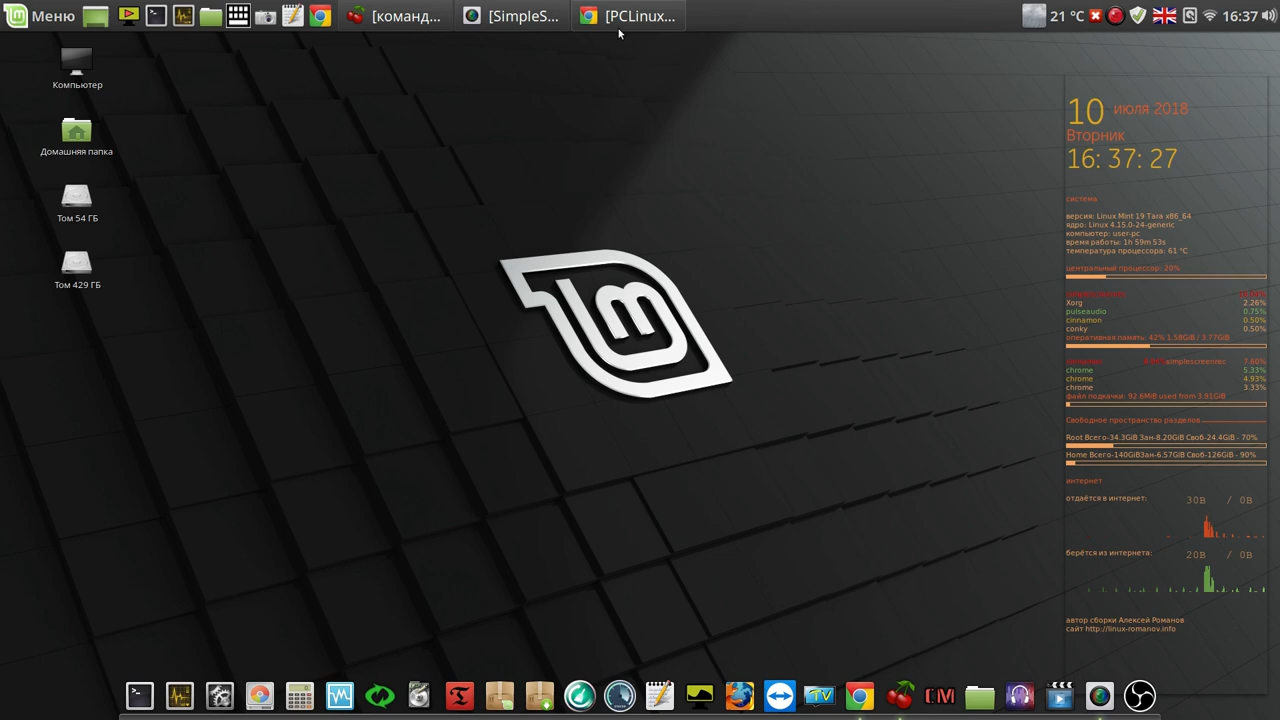 Меню
[команд...
[SimpleS...
[PCLinux...
21 °C
16:37
Компьютер
Домашняя папка
Том 54 ГБ
Том 429 ГБ
10 июля 2018
Вторник
16: 37: 27
система
версия: Linux Mint 19 Tara x86_64
ядро: Linux 4.15.0-24-generic
компьютер: user-pc
время работы: 1h 59m 53s
температура процессора: 61 °C
центральный процессор: 20%
Xorg 2.26%
pulseaudio 0.75%
cinnamon 0.50%
conky 0.50%
оперативная память: 42% 1.58GiB / 3.77GiB
simplescreenrec 7.60%
chrome 5.33%
chrome 4.93%
chrome 3.33%
файл подкачки: 92.6MiB used from 3.91GiB
Свободное пространство разделов
Root Всего-34.3GiB Зан-8.20GiB Своб-24.4GiB - 70%
Home Всего-140GiBЗан-6.57GiB Своб-126GiB - 90%
интернет
отдаётся в интернет: 30B / 0B
берётся из интернета: 20B / 0B
автор сборки Алексей Романов
сайт http://linux-romanov.info
TV
CM